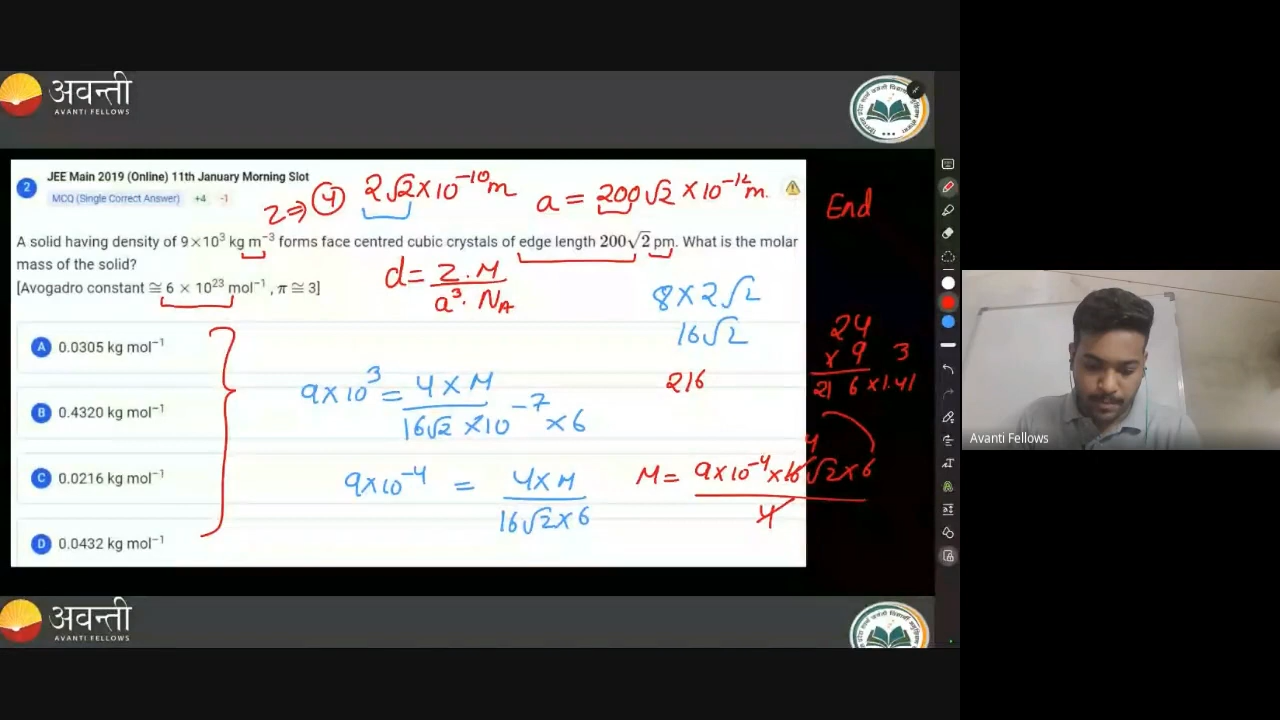 अवन्ती
AVANTI FELLOWS
2
JEE Main 2019 (Online) 11th January Morning Slot
MCQ (Single Correct Answer) +4 -1
Z ⇒ 4
2√2 × 10⁻¹⁰ m
a = 200√2 × 10⁻¹² m.
End
A solid having density of 9 × 10³ kg m⁻³ forms face centred cubic crystals of edge length 200√2 pm. What is the molar
mass of the solid?
[Avogadro constant ≅ 6 × 10²³ mol⁻¹ , π ≅ 3]
d = Z . M / a³ . N_A
8 × 2√2
16√2
216
24
× 9 3
216 × 1.41
A 0.0305 kg mol⁻¹
B 0.4320 kg mol⁻¹
C 0.0216 kg mol⁻¹
D 0.0432 kg mol⁻¹
9 × 10³ = 4 × M / 16√2 × 10⁻⁷ × 6
9 × 10⁻⁴ = 4 × M / 16√2 × 6
4
M = 9 × 10⁻⁴ × 16√2 × 6 / 4
Avanti Fellows
अवन्ती
AVANTI FELLOWS